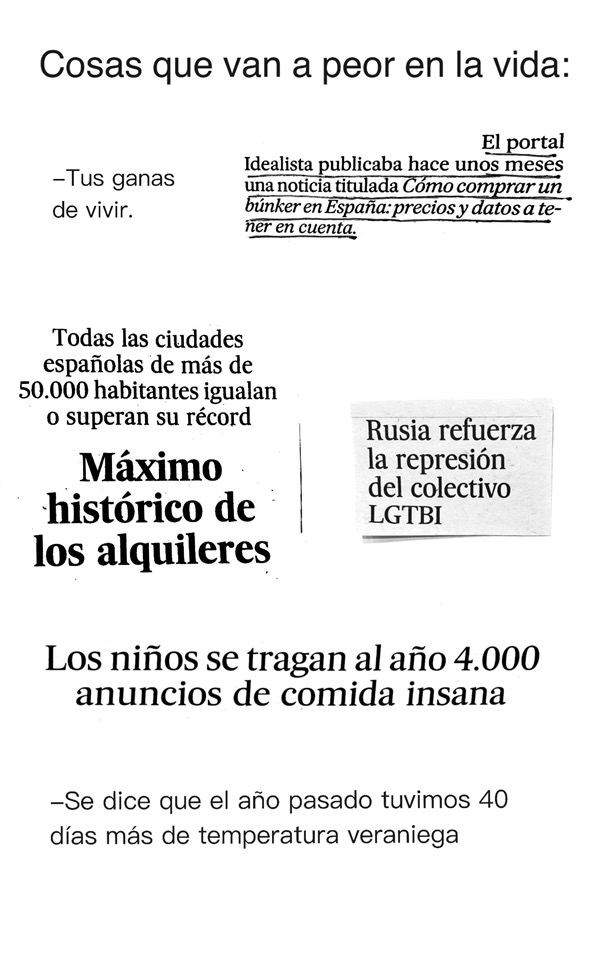 Cosas que van a peor en la vida:
–Tus ganas
de vivir.
El portal
Idealista publicaba hace unos meses
una noticia titulada Cómo comprar un
búnker en España: precios y datos a te-
ner en cuenta.
Todas las ciudades
españolas de más de
50.000 habitantes igualan
o superan su récord
Máximo
histórico de
los alquileres
Rusia refuerza
la represión
del colectivo
LGTBI
Los niños se tragan al año 4.000
anuncios de comida insana
–Se dice que el año pasado tuvimos 40
días más de temperatura veraniega